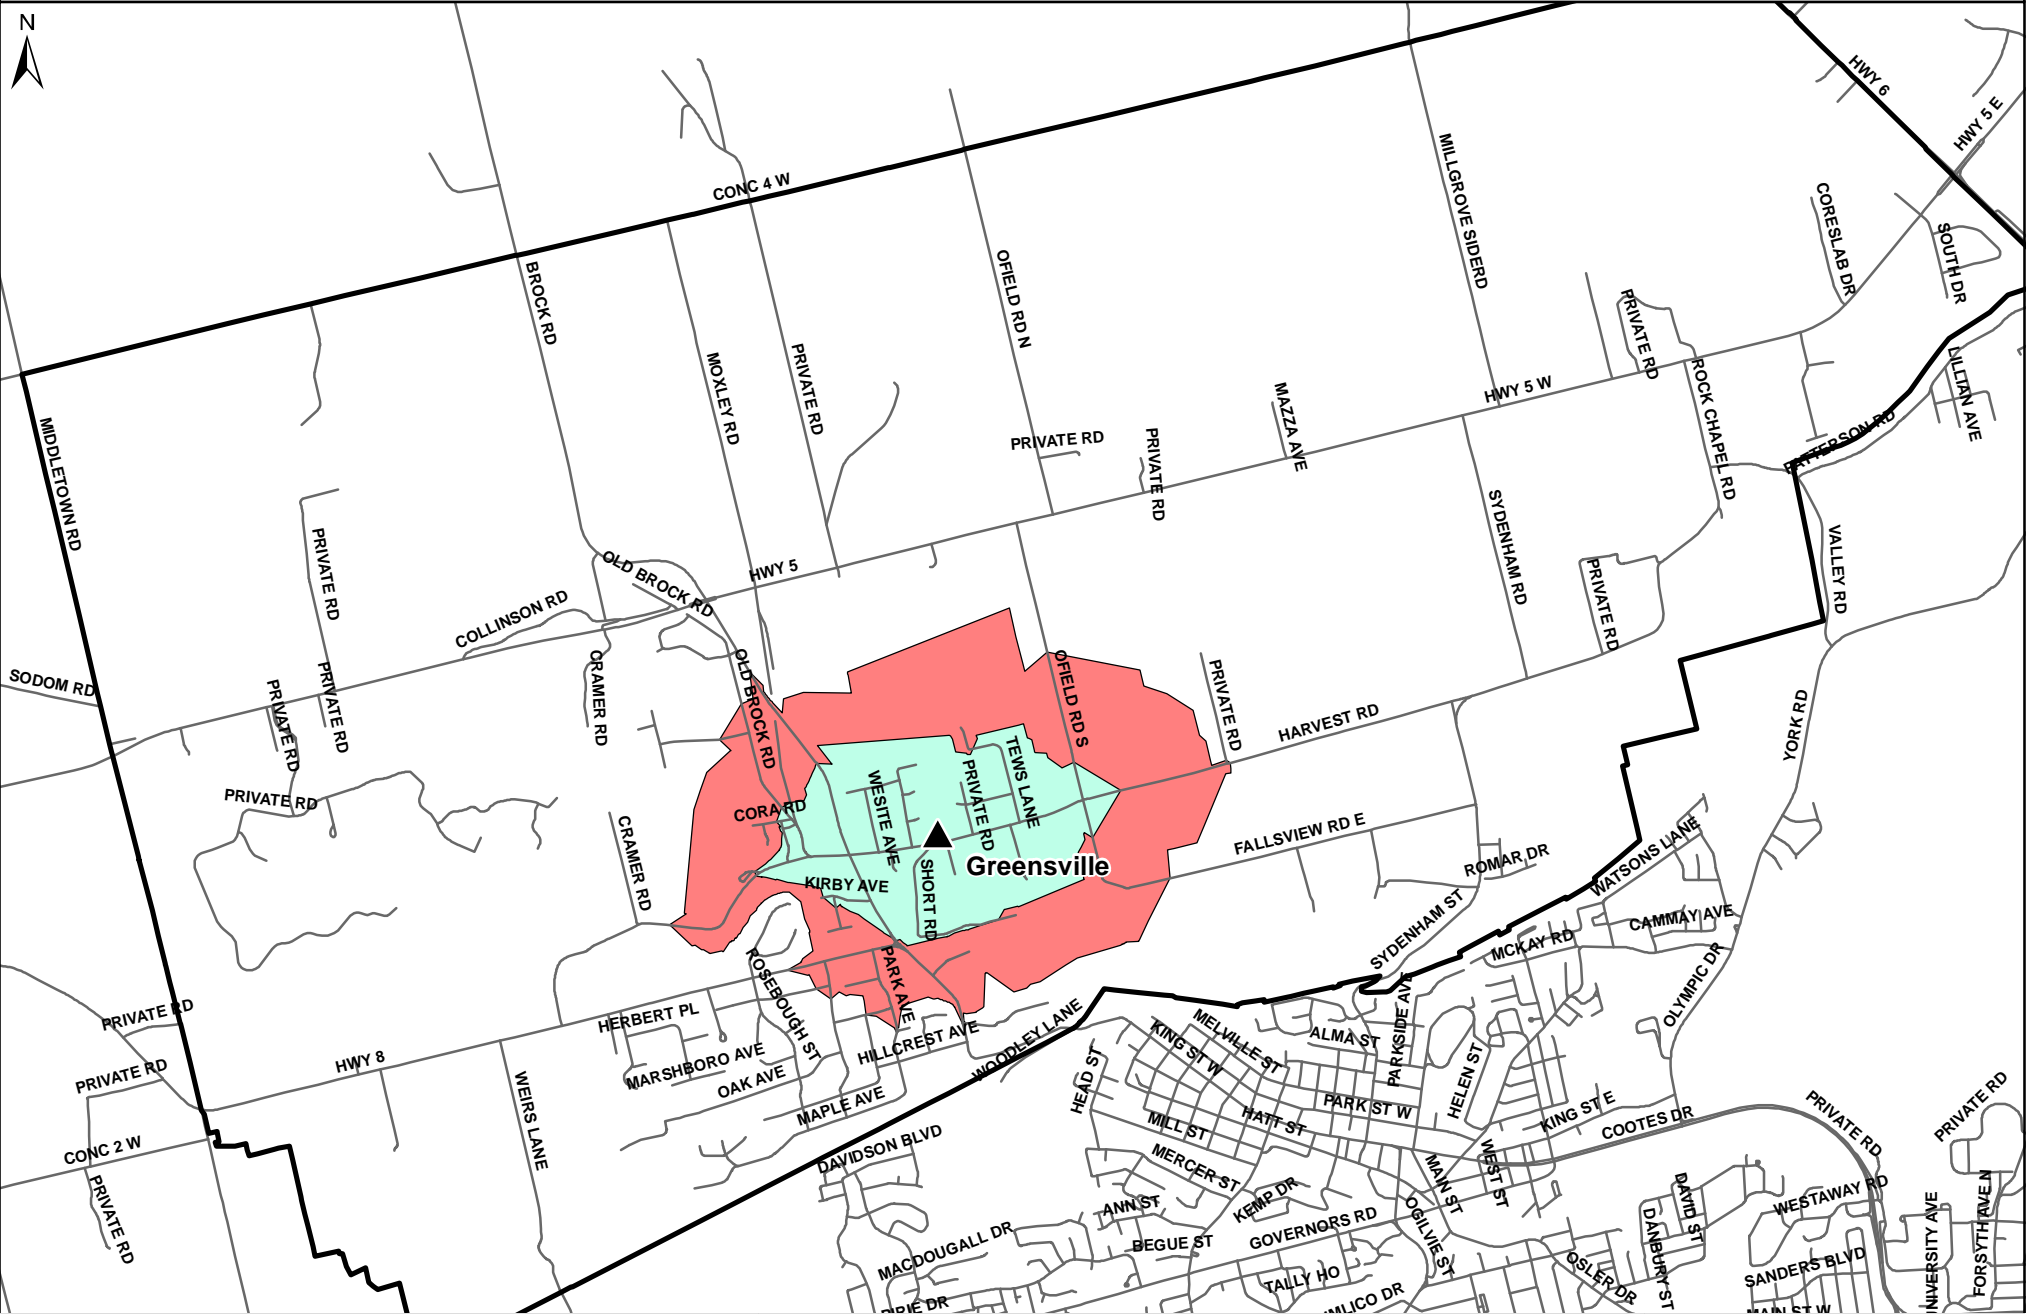 N
HWY 6
HWY 5 E
CONC 4 W
MILLGROVE SIDERD
CORESLAB DR
SOUTH DR
BROCK RD
OFIELD RD N
PRIVATE RD
MOXLEY RD
PRIVATE RD
HWY 5 W
ROCK CHAPEL RD
LILLIAN AVE
MAZZA AVE
PATTERSON RD
MIDDLETOWN RD
PRIVATE RD
PRIVATE RD
SYDENHAM RD
VALLEY RD
PRIVATE RD
OLD BROCK RD
HWY 5
COLLINSON RD
PRIVATE RD
SODOM RD
PRIVATE RD
PRIVATE RD
CRAMER RD
OLD BROCK RD
OFIELD RD S
PRIVATE RD
HARVEST RD
YORK RD
PRIVATE RD
CORA RD
WESITE AVE
PRIVATE RD
TEWS LANE
CRAMER RD
Greensville
FALLSVIEW RD E
ROMAR DR
WATSONS LANE
KIRBY AVE
SHORT RD
CAMMAY AVE
SYDENHAM ST
MCKAY RD
ROSEBOUGH ST
PARK AVE
OLYMPIC DR
PRIVATE RD
HERBERT PL
HILLCREST AVE
WOODLEY LANE
KING ST W
MELVILLE ST
ALMA ST
PARKSIDE AVE
HELEN ST
HWY 8
PRIVATE RD
MARSHBORO AVE
OAK AVE
MAPLE AVE
HEAD ST
PARK ST W
KING ST E
COOTES DR
PRIVATE RD
PRIVATE RD
WEIRS LANE
MILL ST
HATT ST
CONC 2 W
DAVIDSON BLVD
MERCER ST
MAIN ST
WEST ST
PRIVATE RD
ANN ST
KEMP DR
OGILVIE ST
DAVID ST
WESTAWAY RD
MACDOUGALL DR
BEGUE ST
GOVERNORS RD
DANBURY ST
UNIVERSITY AVE
FORSYTH AVE N
TALLY HO
OSLER DR
SANDERS BLVD
PIRIE DR
MLICO DR
MAIN ST W